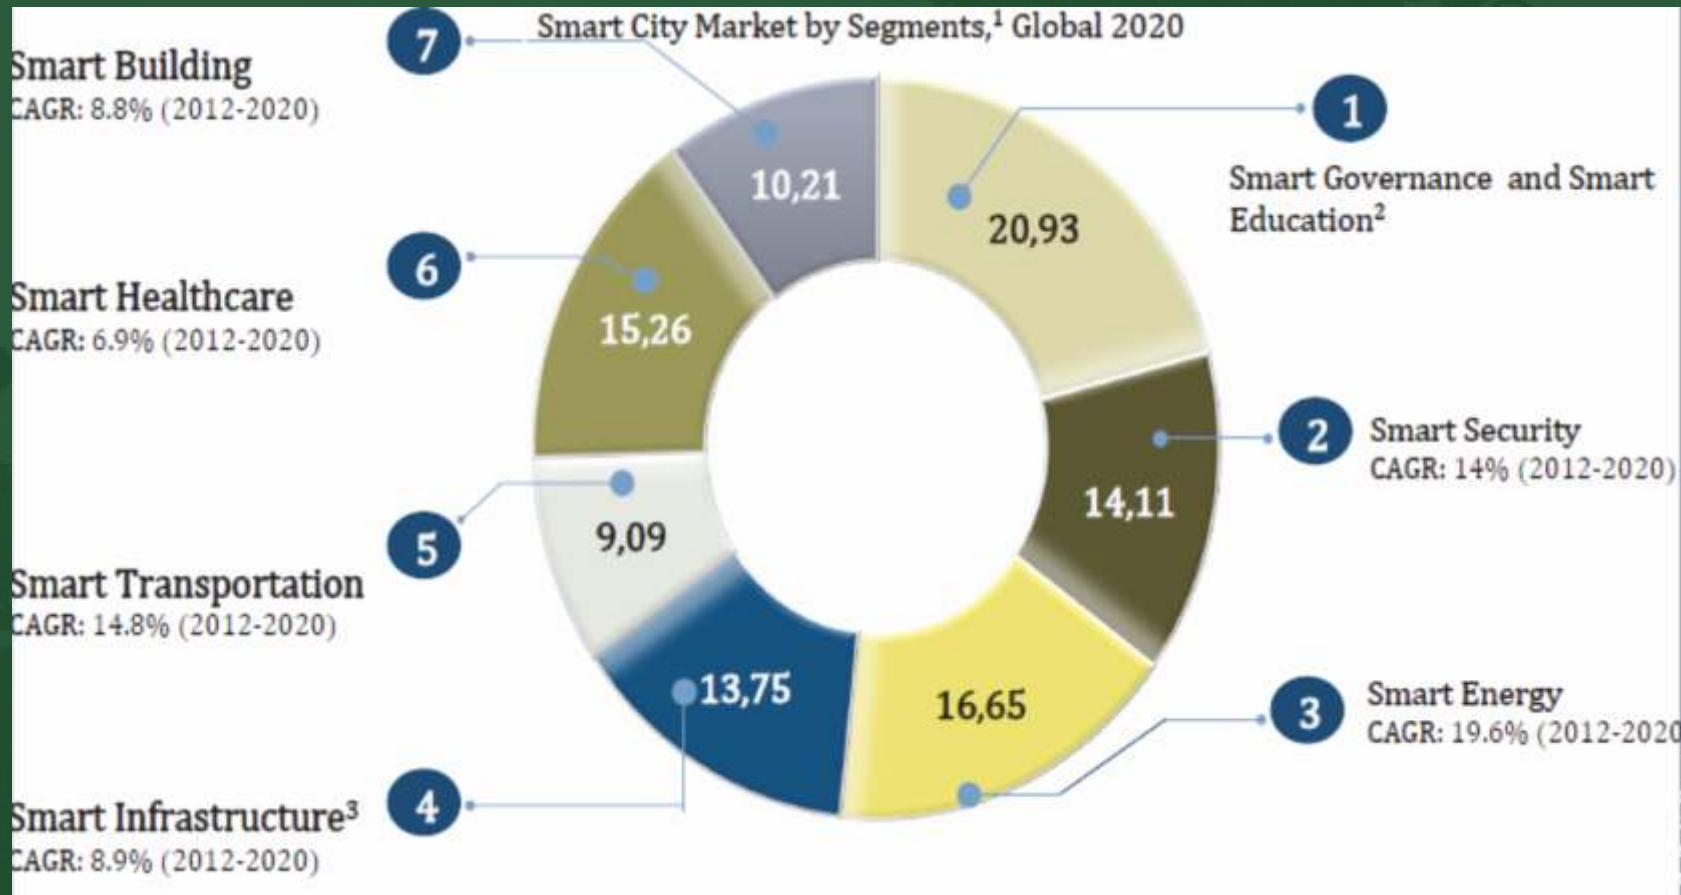 Smart City Market by Segments,¹ Global 2020
7
Smart Building
CAGR: 8.8% (2012-2020)
10,21
1
Smart Governance and Smart
Education²
20,93
6
Smart Healthcare
CAGR: 6.9% (2012-2020)
15,26
2
Smart Security
CAGR: 14% (2012-2020)
14,11
5
Smart Transportation
CAGR: 14.8% (2012-2020)
9,09
3
Smart Energy
CAGR: 19.6% (2012-2020
16,65
4
Smart Infrastructure³
CAGR: 8.9% (2012-2020)
13,75